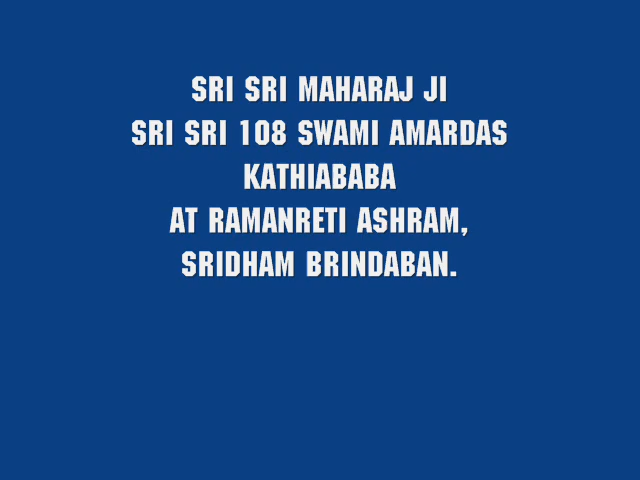 SRI SRI MAHARAJ JI
SRI SRI 108 SWAMI AMARDAS
KATHIABABA
AT RAMANRETI ASHRAM,
SRIDHAM BRINDABAN.